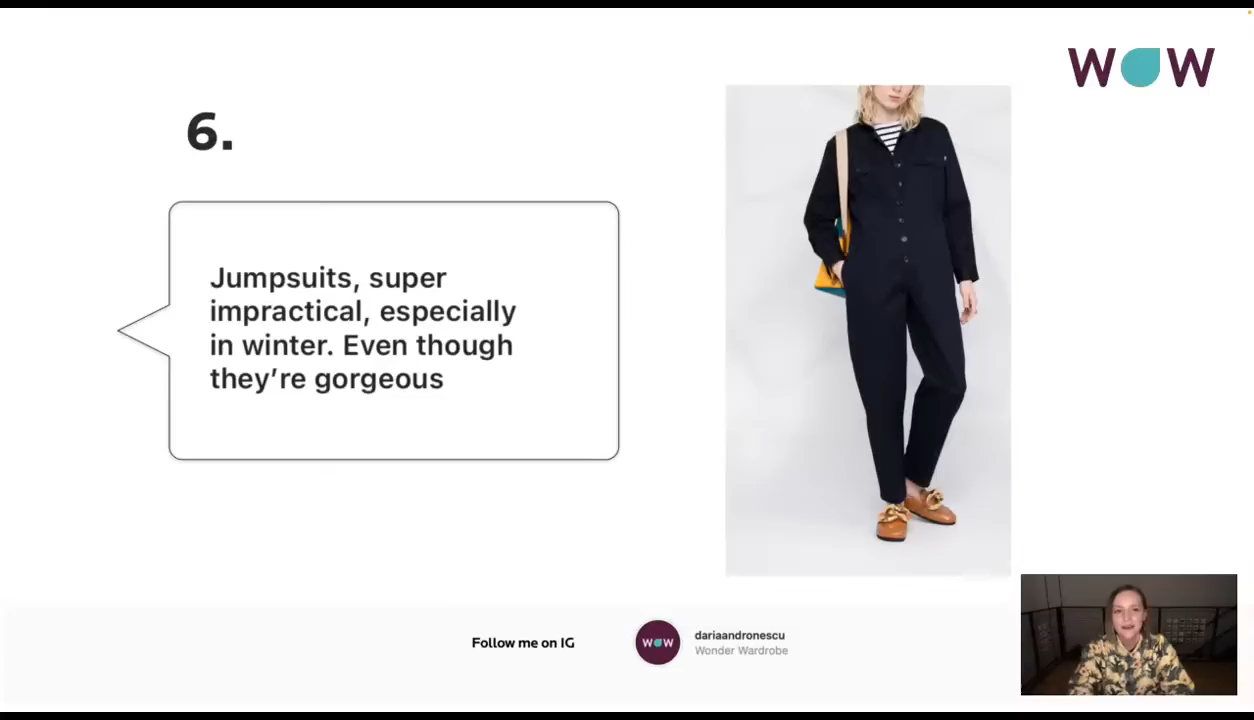 WOW
6.
Jumpsuits, super
impractical, especially
in winter. Even though
they’re gorgeous
Follow me on IG
WOW
dariaandronescu
Wonder Wardrobe